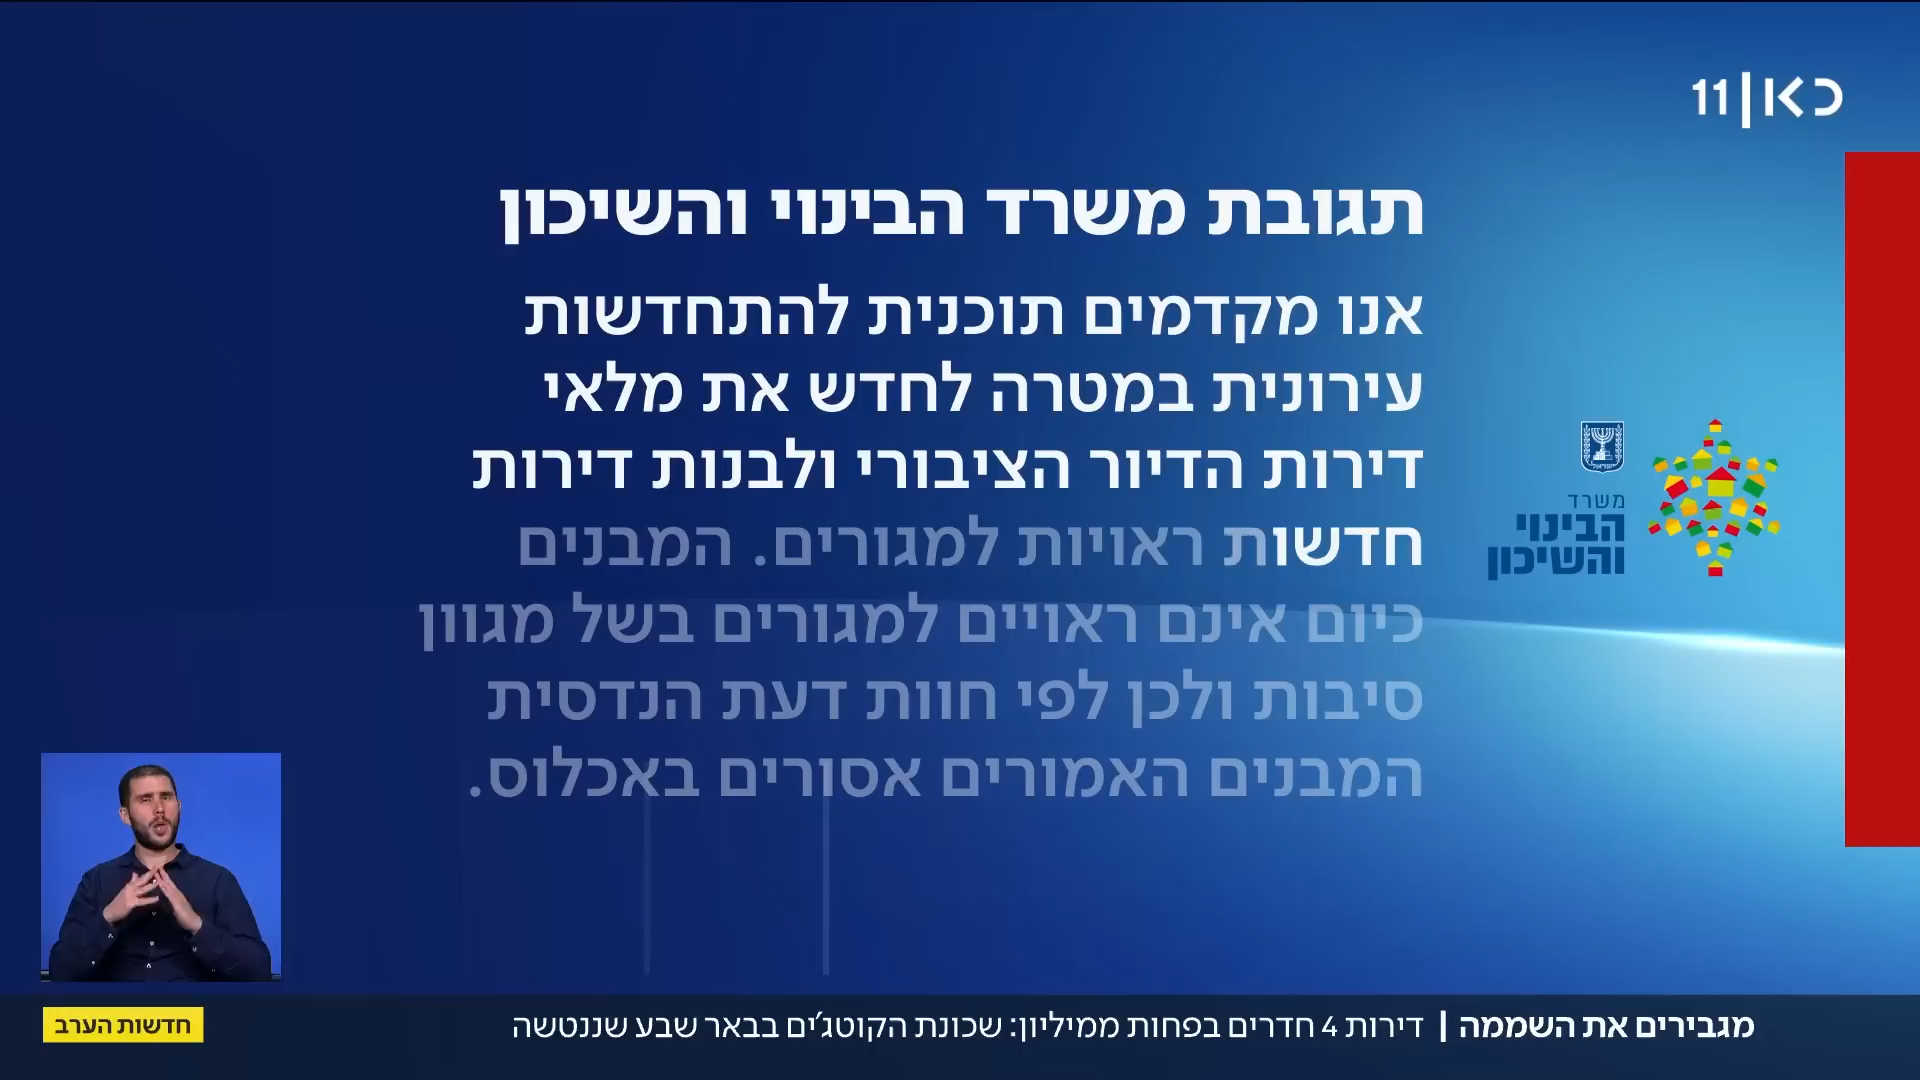 כאן 11
תגובת משרד הבינוי והשיכון
אנו מקדמים תוכנית להתחדשות
עירונית במטרה לחדש את מלאי
דירות הדיור הציבורי ולבנות דירות
חדשות ראויות למגורים. המבנים
כיום אינם ראויים למגורים בשל מגוון
סיבות ולכן לפי חוות דעת הנדסית
המבנים האמורים אסורים באכלוס.
משרד
הבינוי
והשיכון
מגבירים את השממה | דירות 4 חדרים בפחות ממיליון: שכונת הקוטג'ים בבאר שבע שננטשה
חדשות הערב